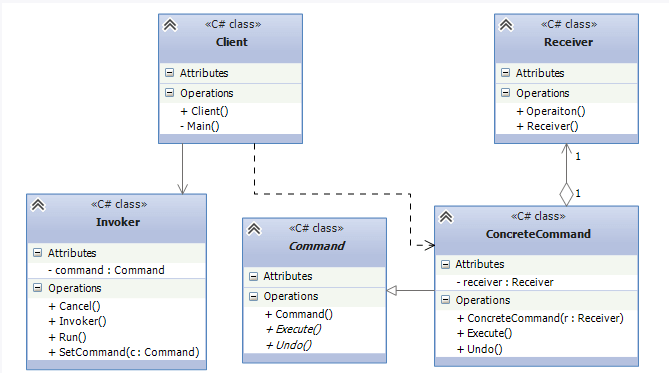 «C# class»
Client
Attributes
Operations
+ Client()
- Main()
«C# class»
Receiver
Attributes
Operations
+ Operaiton()
+ Receiver()
1
1
«C# class»
Invoker
Attributes
- command : Command
Operations
+ Cancel()
+ Invoker()
+ Run()
+ SetCommand(c : Command)
«C# class»
Command
Attributes
Operations
+ Command()
+ Execute()
+ Undo()
«C# class»
ConcreteCommand
Attributes
- receiver : Receiver
Operations
+ ConcreteCommand(r : Receiver)
+ Execute()
+ Undo()